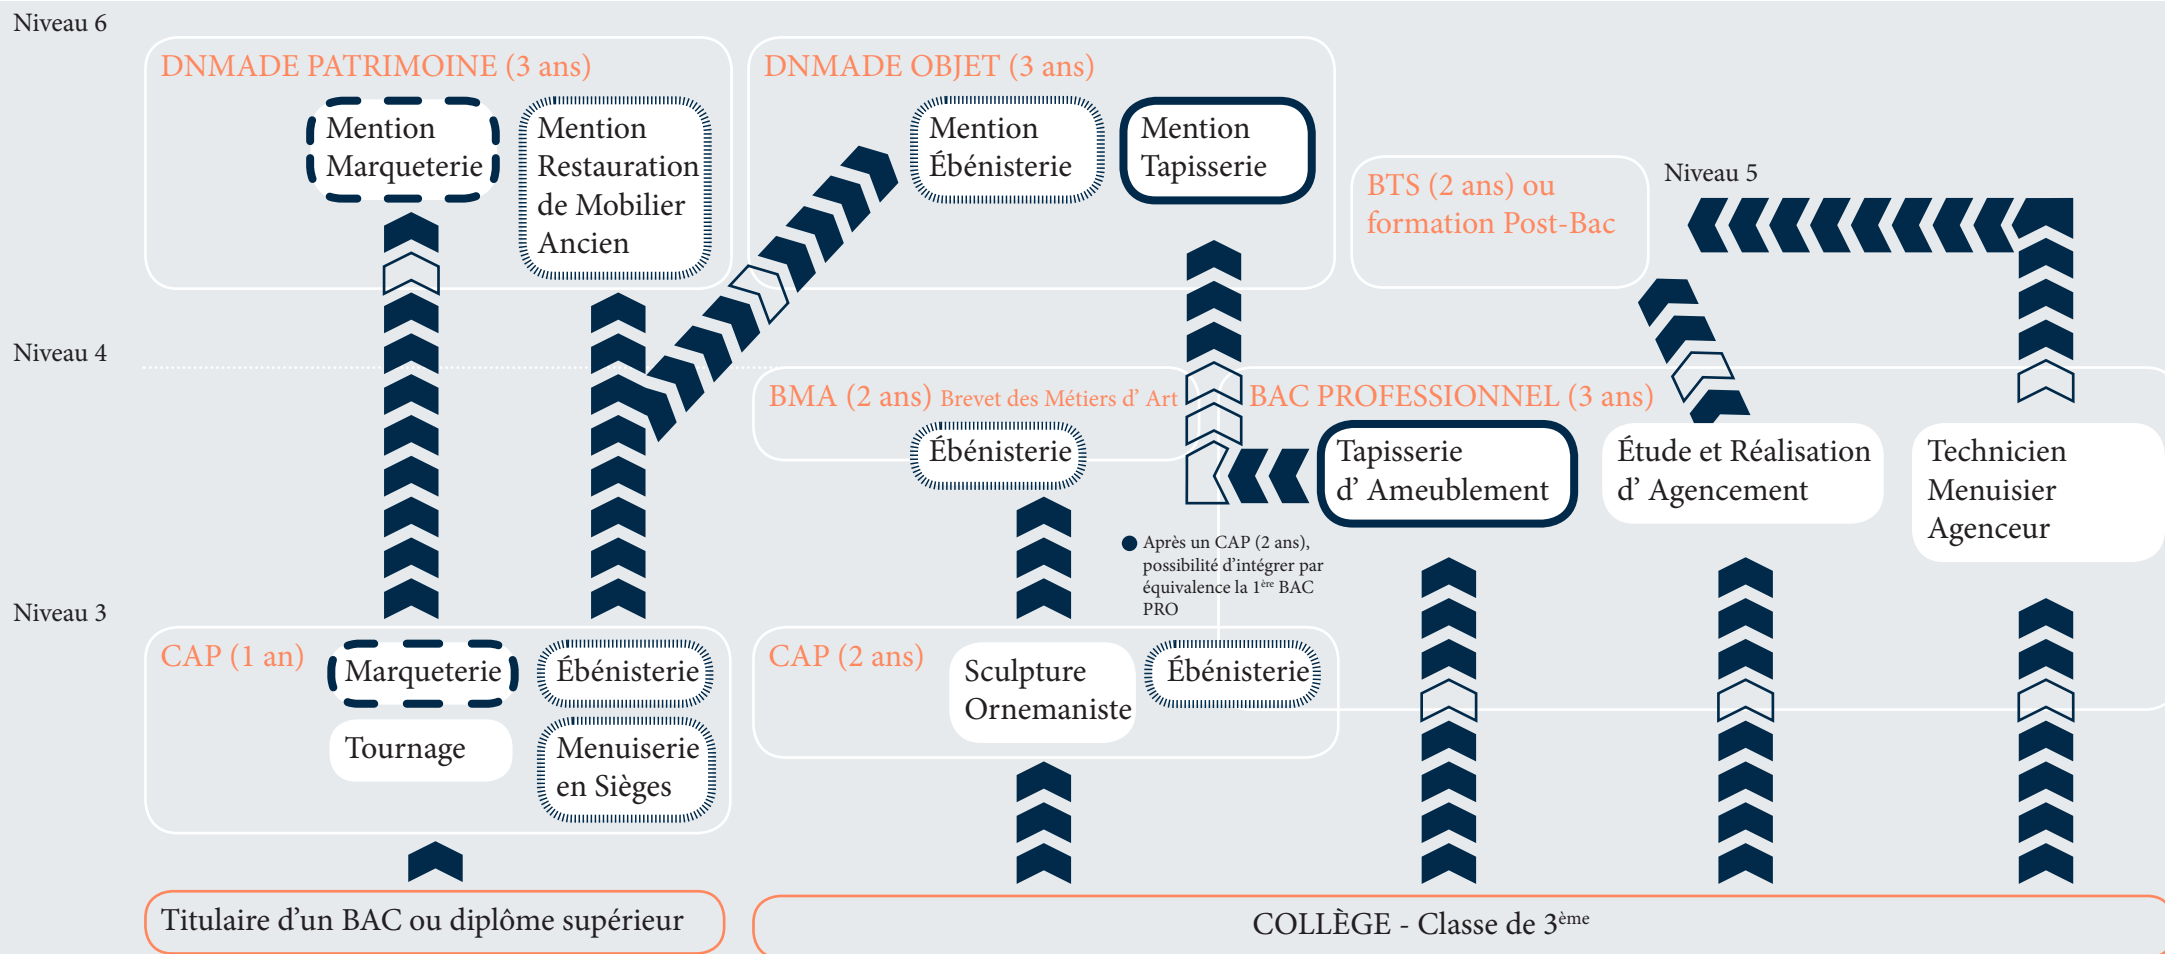 Niveau 6
DNMADE PATRIMOINE (3 ans)
Mention
Marqueterie
Mention
Restauration
de Mobilier
Ancien
DNMADE OBJET (3 ans)
Mention
Ébénisterie
Mention
Tapisserie
BTS (2 ans) ou
formation Post-Bac
Niveau 5
Niveau 4
BMA (2 ans) Brevet des Métiers d’ Art
Ébénisterie
BAC PROFESSIONNEL (3 ans)
Tapisserie
d’ Ameublement
Étude et Réalisation
d’ Agencement
Technicien
Menuisier
Agenceur
Après un CAP (2 ans),
possibilité d’intégrer par
équivalence la 1ère BAC
PRO
Niveau 3
CAP (1 an)
Marqueterie
Ébénisterie
Tournage
Menuiserie
en Sièges
CAP (2 ans)
Sculpture
Ornemaniste
Ébénisterie
Titulaire d’un BAC ou diplôme supérieur
COLLÈGE - Classe de 3ème